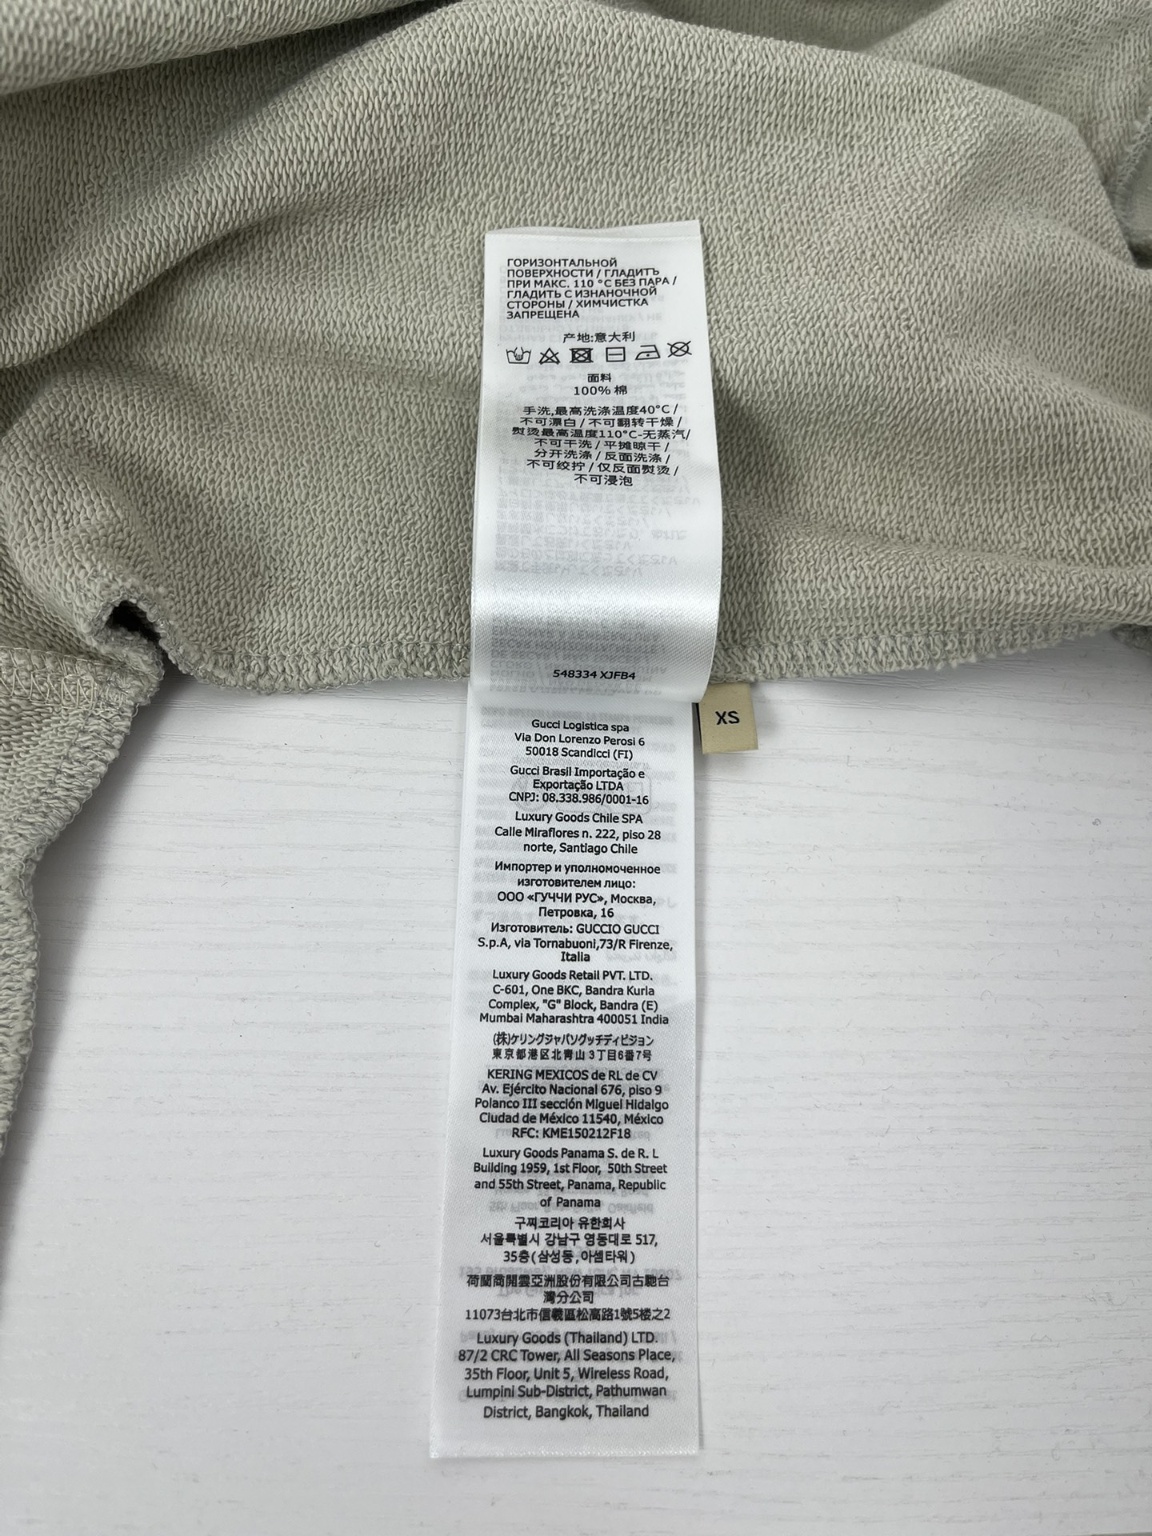 ГОРИЗОНТАЛЬНОЙ
ПОВЕРХНОСТИ / ГЛАДИТЬ
ПРИ МАКС. 110 °C БЕЗ ПАРА /
ГЛАДИТЬ С ИЗНАНОЧНОЙ
СТОРОНЫ / ХИМЧИСТКА
ЗАПРЕЩЕНА
产地:意大利
面料
100% 棉
手洗,最高洗涤温度40°C /
不可漂白 / 不可翻转干燥 /
熨烫最高温度110°C-无蒸汽/
不可干洗 / 平摊晾干 /
分开洗涤 / 反面洗涤 /
不可绞拧 / 仅反面熨烫 /
不可浸泡
548334 XJFB4
XS
Gucci Logistica spa
Via Don Lorenzo Perosi 6
50018 Scandicci (FI)
Gucci Brasil Importação e
Exportação LTDA
CNPJ: 08.338.986/0001-16
Luxury Goods Chile SPA
Calle Miraflores n. 222, piso 28
norte, Santiago Chile
Импортер и уполномоченное
изготовителем лицо:
ООО «ГУЧЧИ РУС», Москва,
Петровка, 16
Изготовитель: GUCCIO GUCCI
S.p.A, via Tornabuoni,73/R Firenze,
Italia
Luxury Goods Retail PVT. LTD.
C-601, One BKC, Bandra Kurla
Complex, "G" Block, Bandra (E)
Mumbai Maharashtra 400051 India
(株)ケリングジャパングッチディビジョン
東京都港区北青山3丁目6番7号
KERING MEXICOS de RL de CV
Av. Ejército Nacional 676, piso 9
Polanco III sección Miguel Hidalgo
Ciudad de México 11540, México
RFC: KME150212F18
Luxury Goods Panama S. de R. L
Building 1959, 1st Floor, 50th Street
and 55th Street, Panama, Republic
of Panama
구찌코리아 유한회사
서울특별시 강남구 영동대로 517,
35층(삼성동,아셈타워)
荷蘭商開雲亞洲股份有限公司古馳台
灣分公司
11073台北市信義區松高路1號5楼之2
Luxury Goods (Thailand) LTD.
87/2 CRC Tower, All Seasons Place,
35th Floor, Unit 5, Wireless Road,
Lumpini Sub-District, Pathumwan
District, Bangkok, Thailand